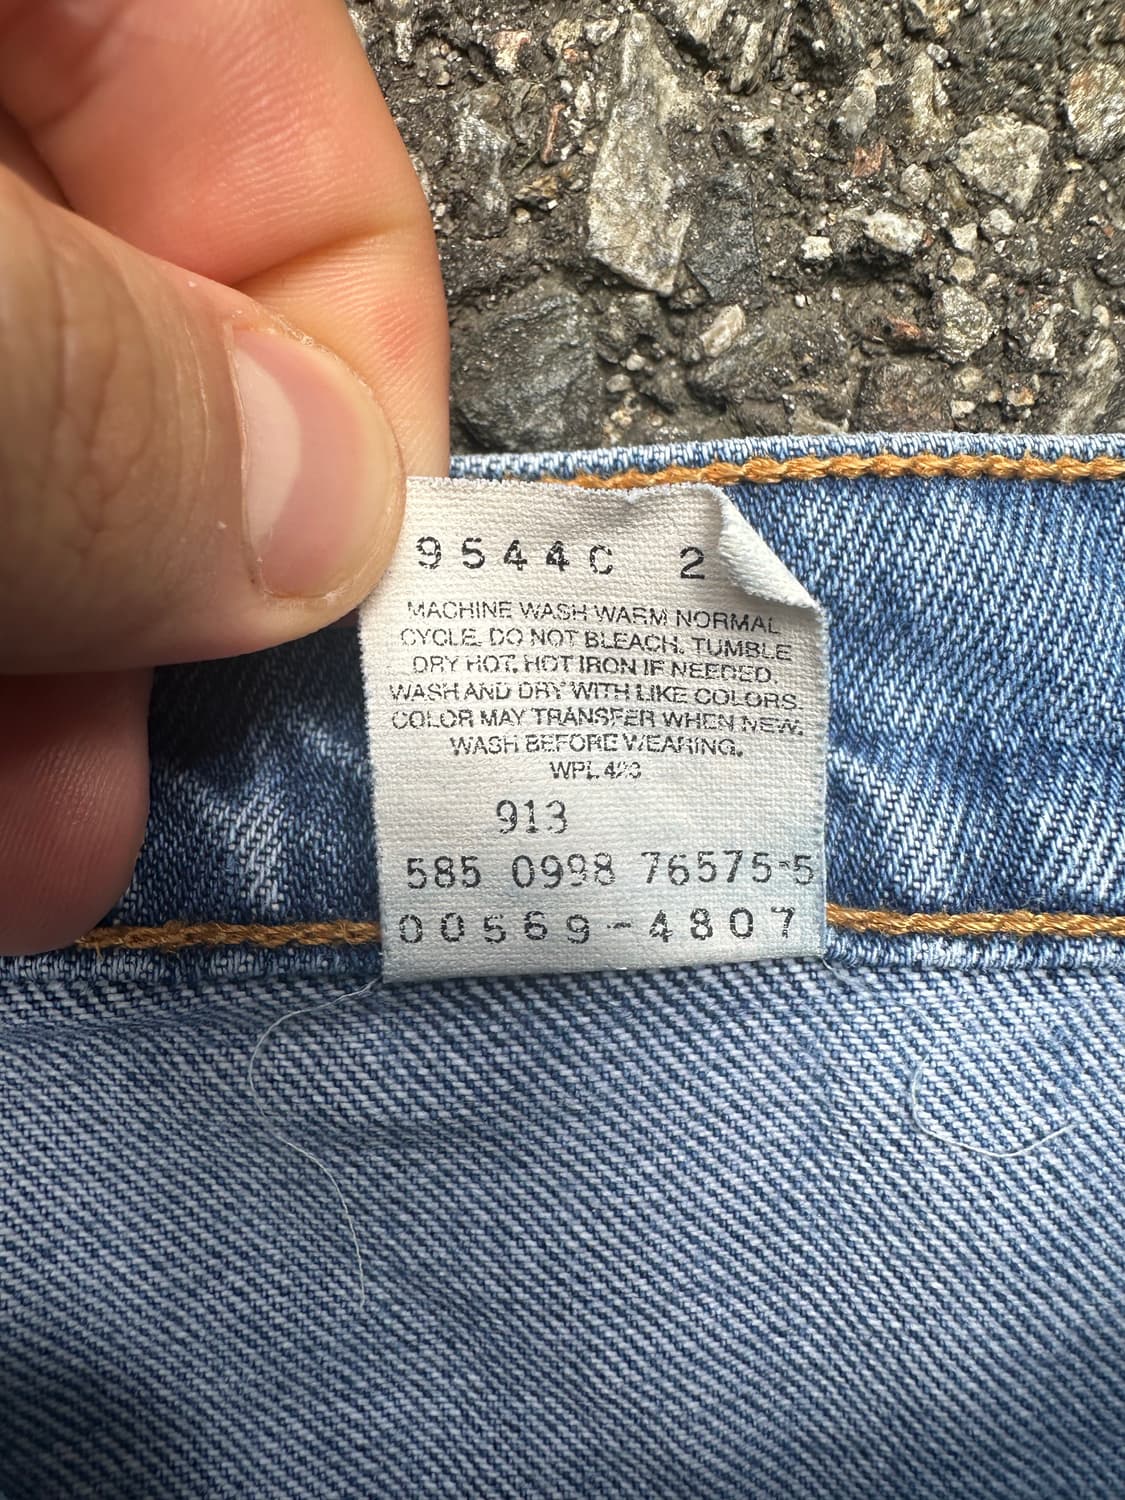 9544C 2
MACHINE WASH WARM NORMAL
CYCLE. DO NOT BLEACH. TUMBLE
DRY HOT. HOT IRON IF NEEDED.
WASH AND DRY WITH LIKE COLORS.
COLOR MAY TRANSFER WHEN NEW.
WASH BEFORE WEARING.
WPL 423
913
585 0998 76575-5
00569-4807